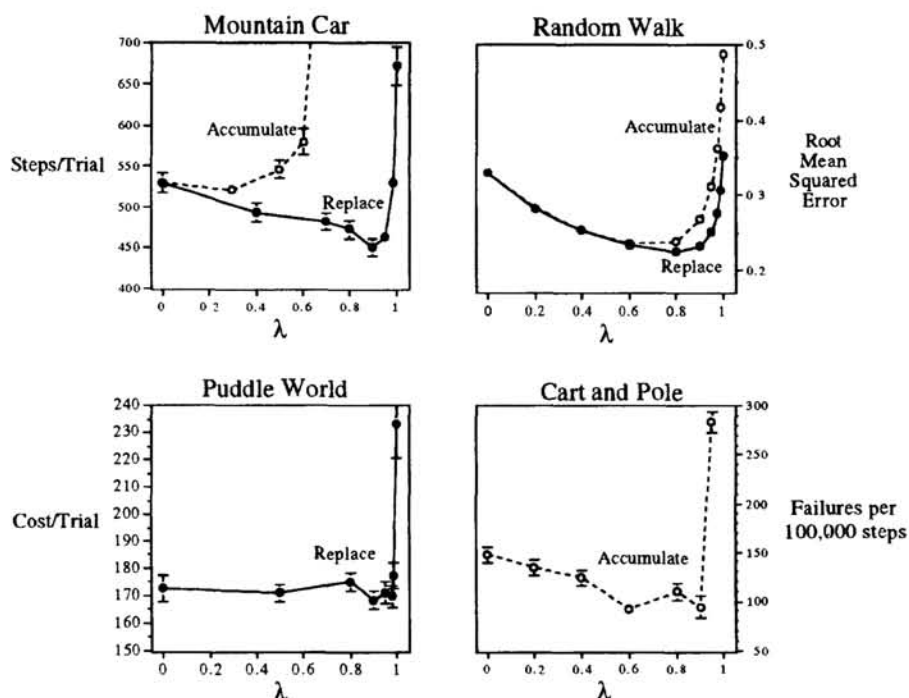 Mountain Car
700
650
600
550
500
450
400
Steps/Trial
Accumulate
Replace
0 0.2 0.4 0.6 0.8 1
λ
Random Walk
0.5
0.4
0.3
0.2
Root
Mean
Squared
Error
Accumulate
Replace
0 0.2 0.4 0.6 0.8 1
λ
Puddle World
240
230
220
210
200
190
180
170
160
150
Cost/Trial
Replace
0 0.2 0.4 0.6 0.8 1
λ
Cart and Pole
300
250
200
150
100
50
Failures per
100,000 steps
Accumulate
0 0.2 0.4 0.6 0.8 1
λ